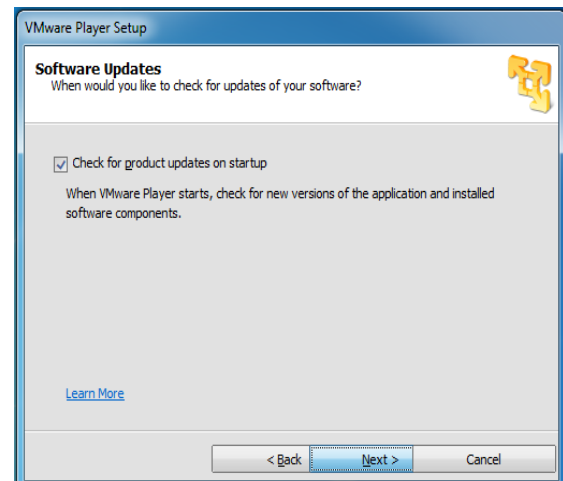 VMware Player Setup
Software Updates
When would you like to check for updates of your software?
Check for product updates on startup
When VMware Player starts, check for new versions of the application and installed
software components.
Learn More
< Back Next > Cancel